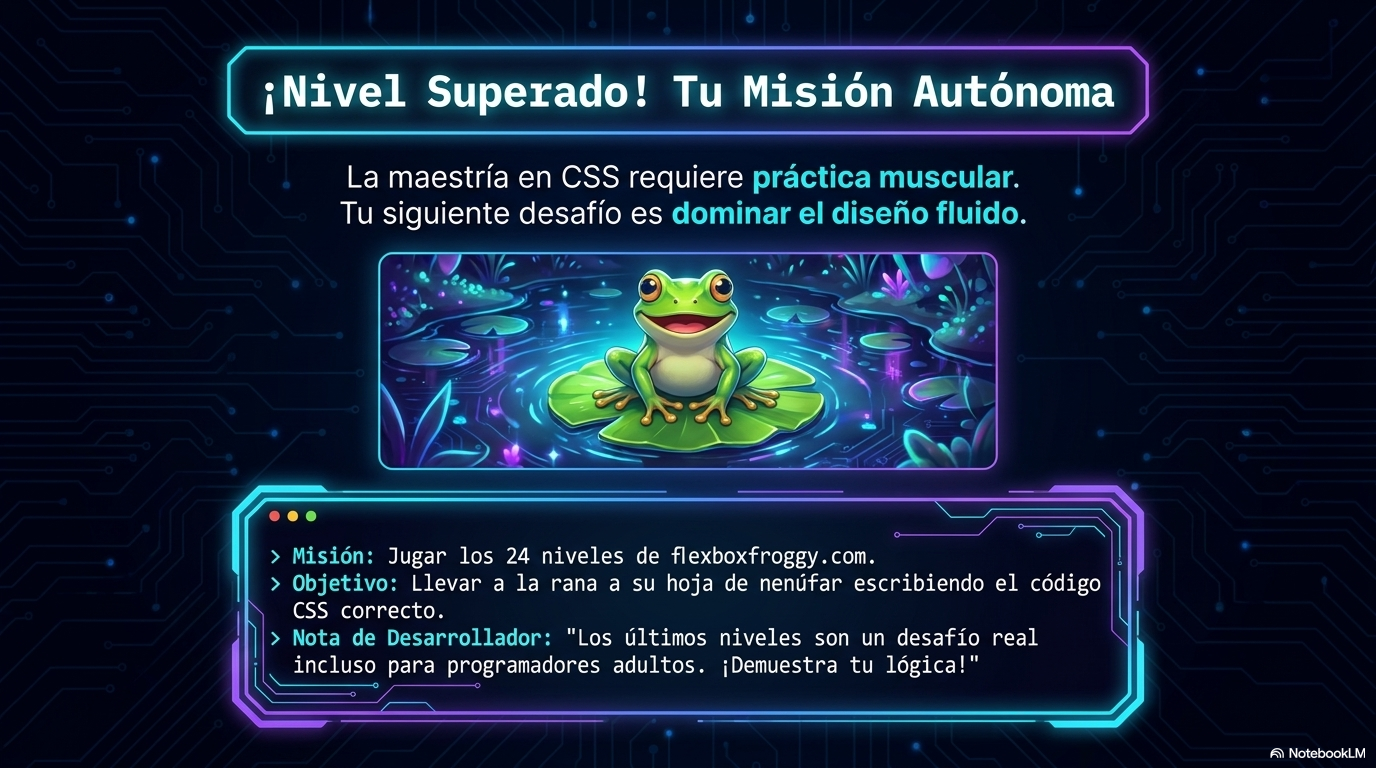 ¡Nivel Superado! Tu Misión Autónoma
La maestría en CSS requiere práctica muscular.
Tu siguiente desafío es dominar el diseño fluido.
> Misión: Jugar los 24 niveles de flexboxfroggy.com.
> Objetivo: Llevar a la rana a su hoja de nenúfar escribiendo el código
CSS correcto.
> Nota de Desarrollador: "Los últimos niveles son un desafío real
incluso para programadores adultos. ¡Demuestra tu lógica!"
NotebookLM